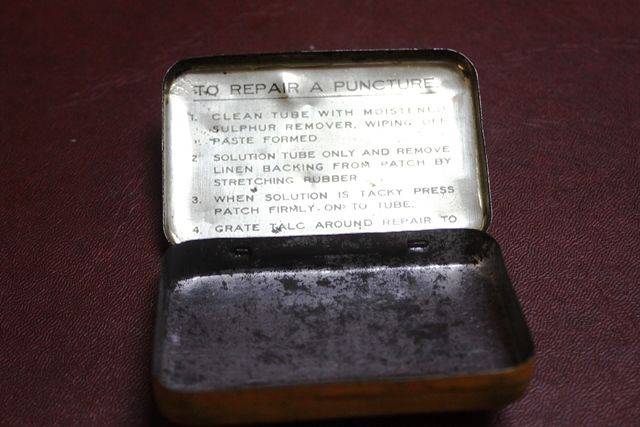 TO REPAIR A PUNCTURE
1. CLEAN TUBE WITH MOISTENED
SULPHUR REMOVER, WIPING OFF
PASTE FORMED
2. SOLUTION TUBE ONLY AND REMOVE
LINEN BACKING FROM PATCH BY
STRETCHING RUBBER
3. WHEN SOLUTION IS TACKY PRESS
PATCH FIRMLY ON TO TUBE.
4. GRATE TALC AROUND REPAIR TO